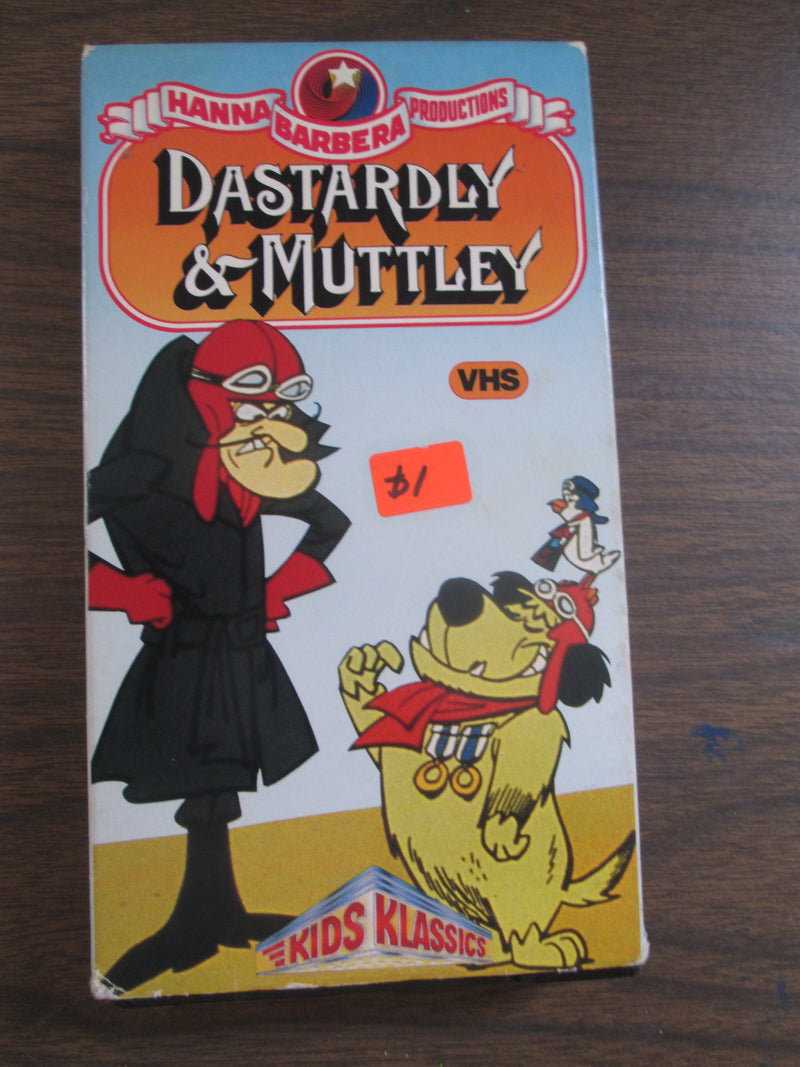 HANNA BARBERA PRODUCTIONS
DASTARDLY
& MUTTLEY
VHS
$1
KIDS KLASSICS